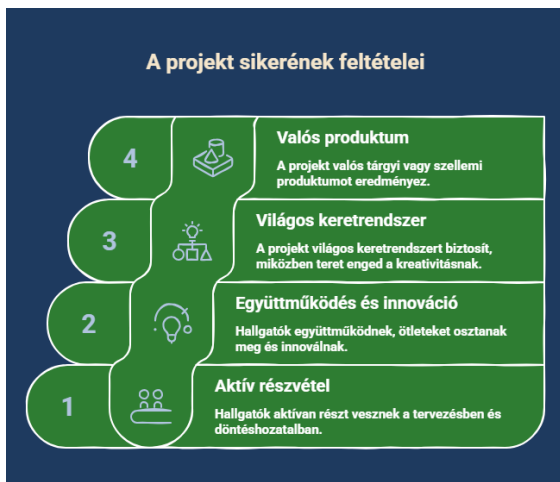 A projekt sikerének feltételei
4
Valós produktum
A projekt valós tárgyi vagy szellemi
produktumot eredményez.
3
Világos keretrendszer
A projekt világos keretrendszert biztosít,
miközben teret enged a kreativitásnak.
2
Együttműködés és innováció
Hallgatók együttműködnek, ötleteket osztanak
meg és innoválnak.
1
Aktív részvétel
Hallgatók aktívan részt vesznek a tervezésben és
döntéshozatalban.